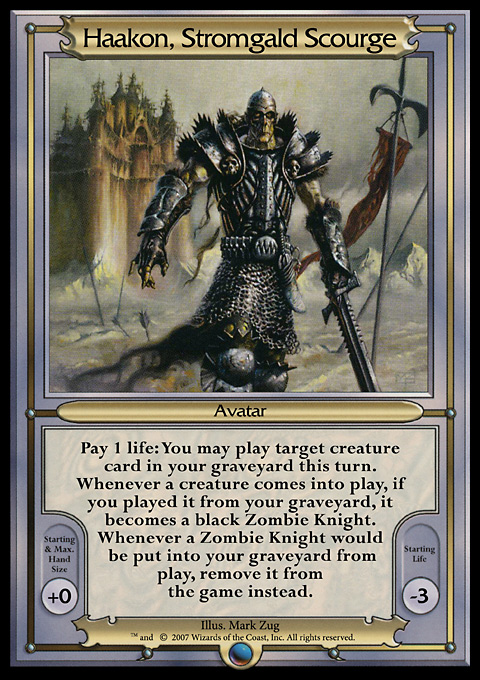 Haakon, Stromgald Scourge
Avatar
Pay 1 life: You may play target creature
card in your graveyard this turn.
Whenever a creature comes into play, if
you played it from your graveyard, it
becomes a black Zombie Knight.
Whenever a Zombie Knight would
be put into your graveyard from
play, remove it from
the game instead.
Starting
& Max.
Hand
Size
+0
Starting
Life
-3
Illus. Mark Zug
™ and © 2007 Wizards of the Coast, Inc. All rights reserved.